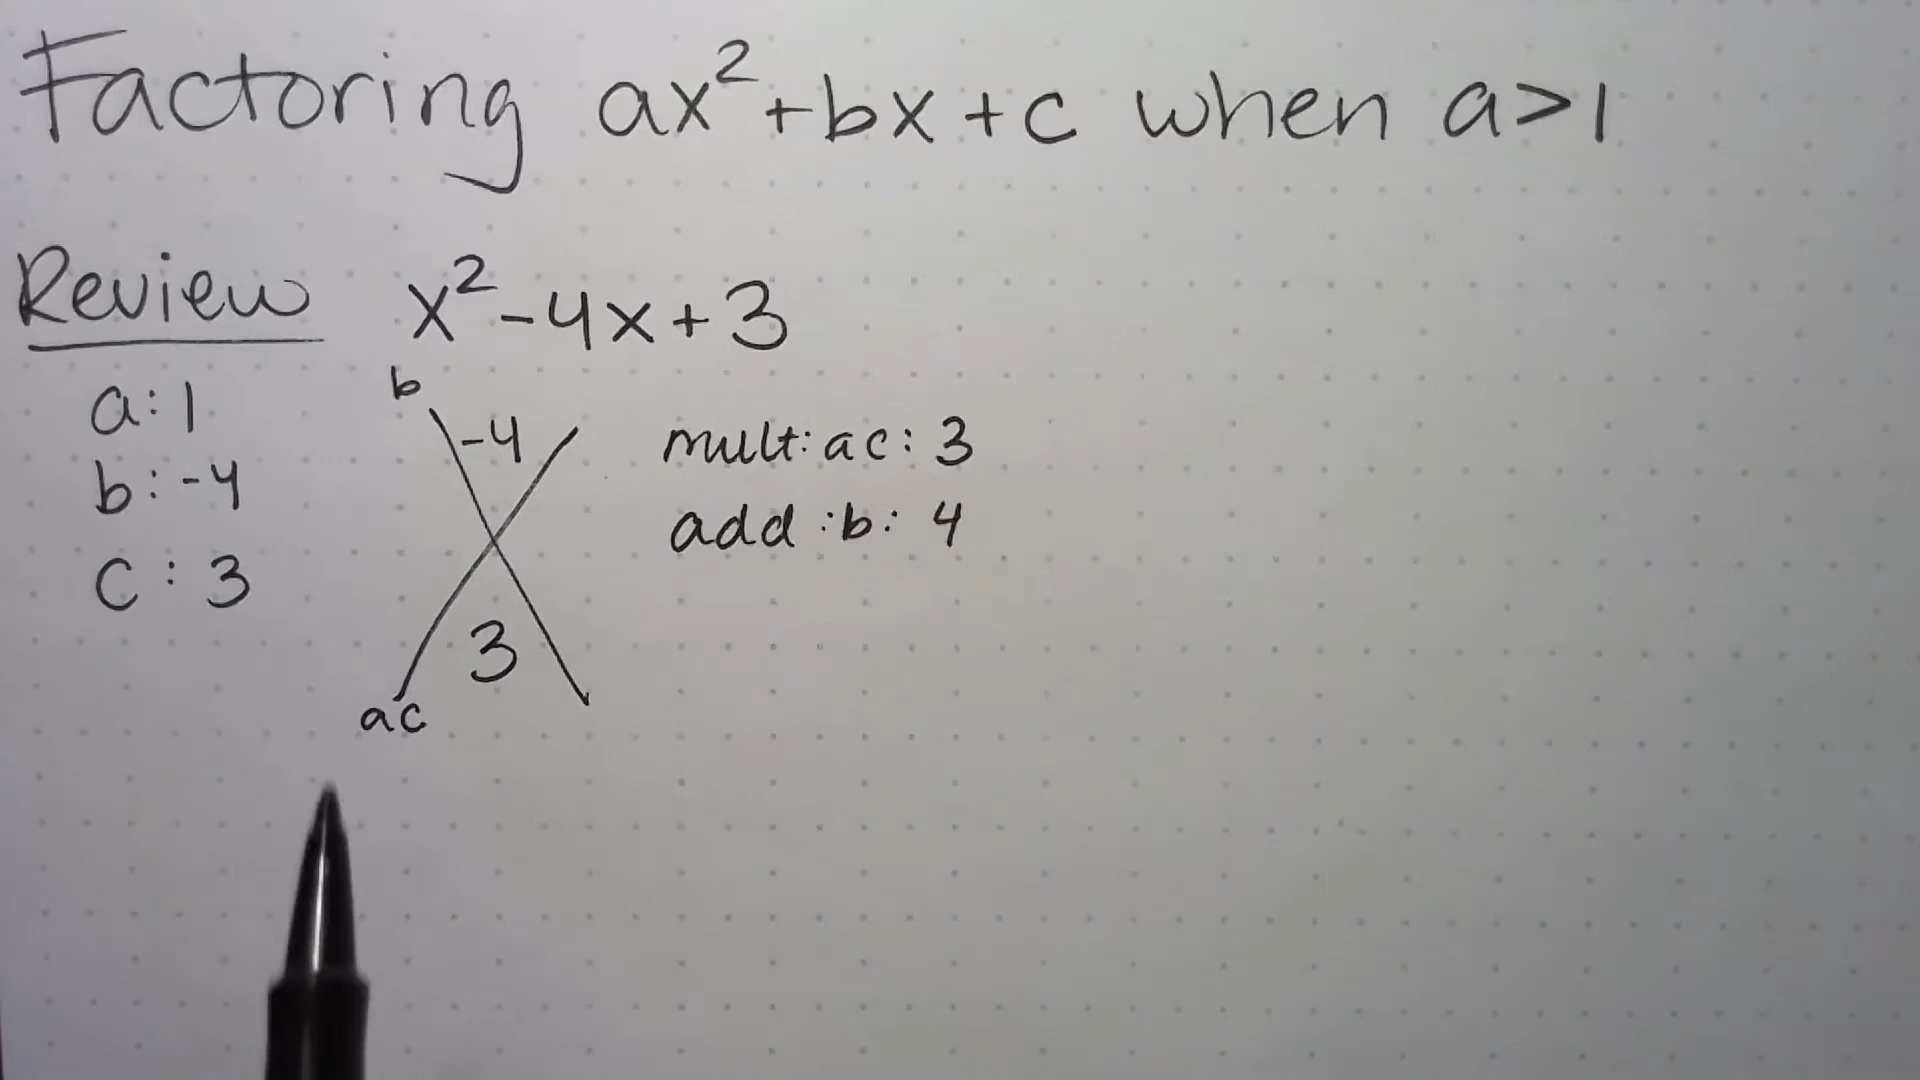 Factoring ax²+bx+c when a>1
Review x²-4x+3
a:1
b:-4
c:3
b
-4
3
ac
mult: ac: 3
add :b: 4